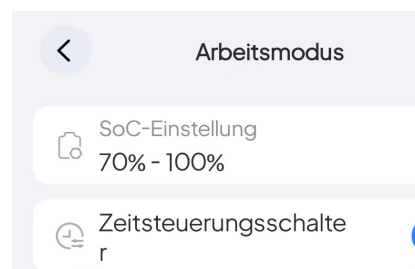 Arbeitsmodus
SoC-Einstellung
70% - 100%
Zeitsteuerungsschalte
r